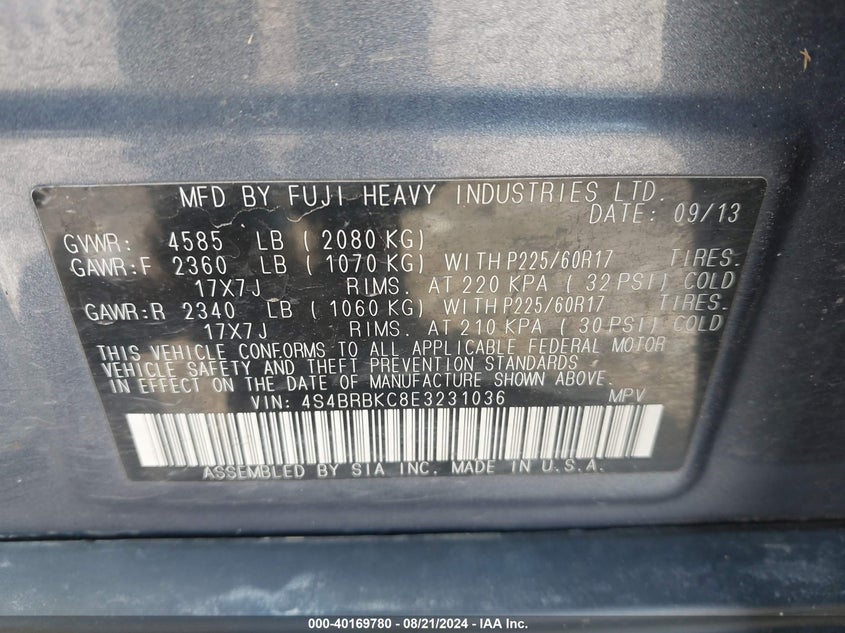 MFD BY FUJI HEAVY INDUSTRIES LTD.
DATE: 09/13
GVWR: 4585 LB ( 2080 KG)
GAWR:F 2360 LB ( 1070 KG) WITH P225/60R17 TIRES.
17X7J RIMS. AT 220 KPA ( 32 PSI) COLD
GAWR:R 2340 LB ( 1060 KG) WITH P225/60R17 TIRES.
17X7J RIMS. AT 210 KPA ( 30 PSI) COLD
THIS VEHICLE CONFORMS TO ALL APPLICABLE FEDERAL MOTOR
VEHICLE SAFETY AND THEFT PREVENTION STANDARDS
IN EFFECT ON THE DATE OF MANUFACTURE SHOWN ABOVE.
VIN: 4S4BRBKC8E3231036 MPV
ASSEMBLED BY SIA INC. MADE IN U.S.A.
000-40169780 - 08/21/2024 - IAA Inc.